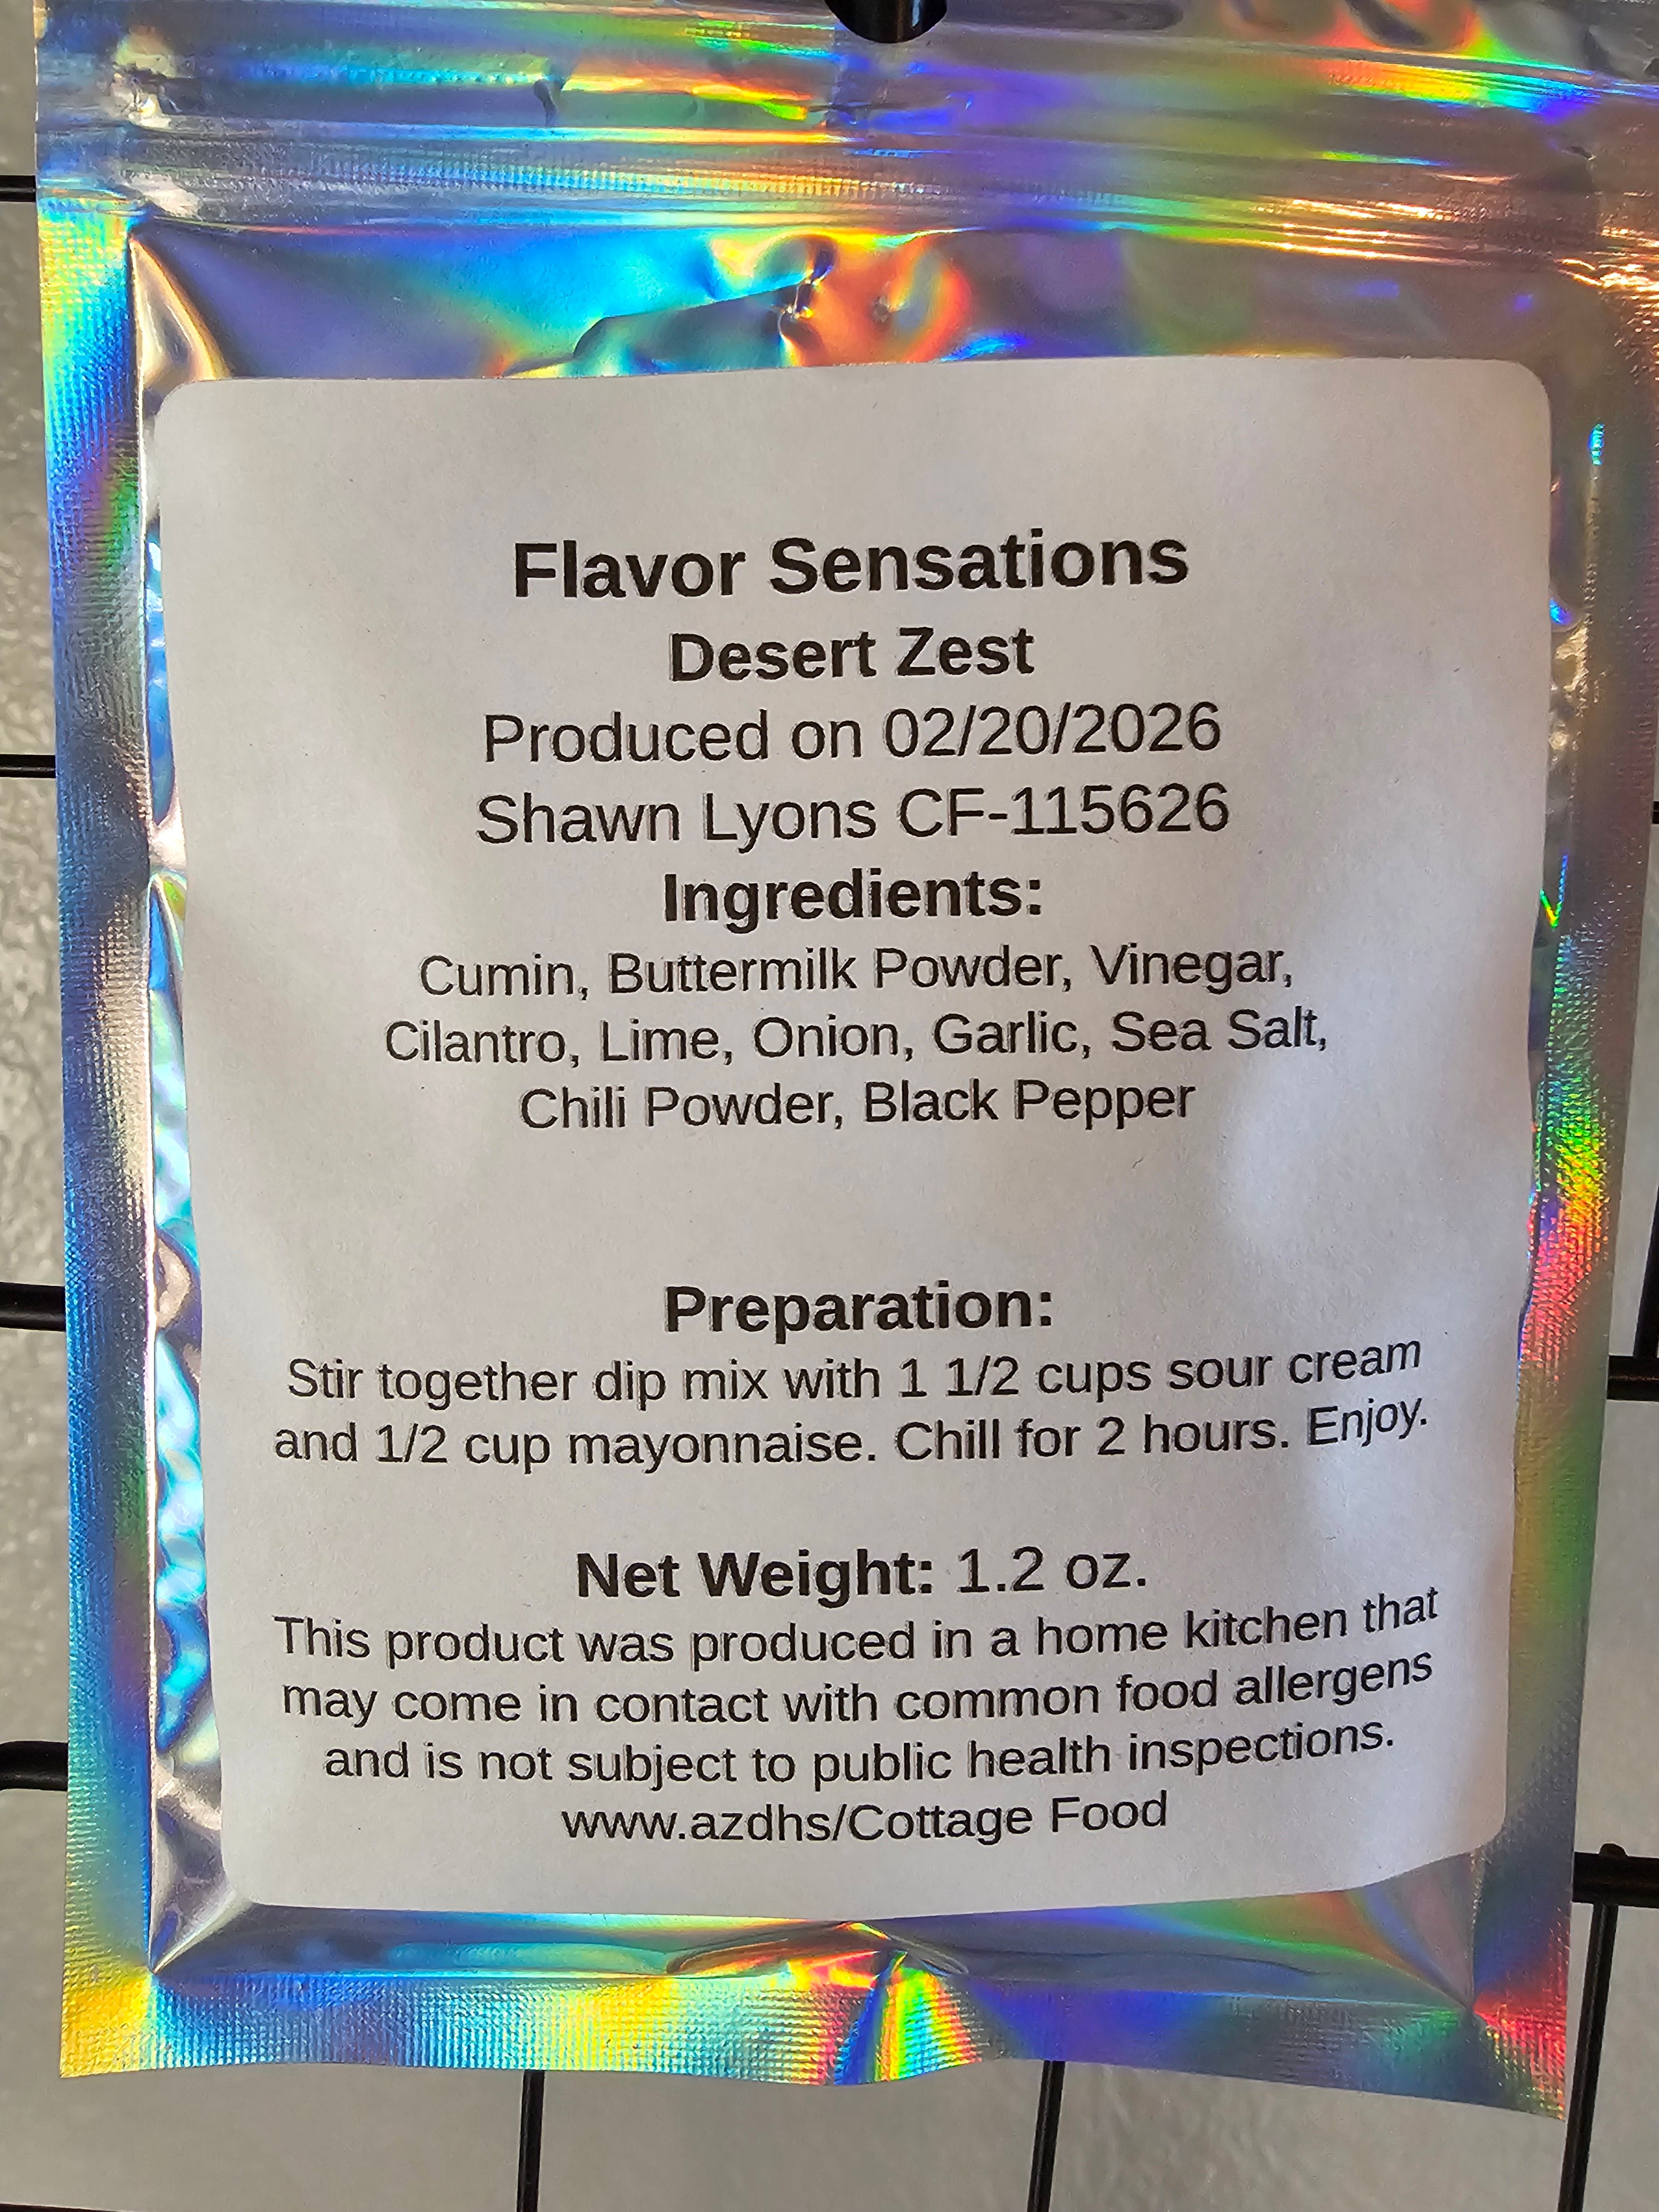 Flavor Sensations
Desert Zest
Produced on 02/20/2026
Shawn Lyons CF-115626
Ingredients:
Cumin, Buttermilk Powder, Vinegar,
Cilantro, Lime, Onion, Garlic, Sea Salt,
Chili Powder, Black Pepper
Preparation:
Stir together dip mix with 1 1/2 cups sour cream
and 1/2 cup mayonnaise. Chill for 2 hours. Enjoy.
Net Weight: 1.2 oz.
This product was produced in a home kitchen that
may come in contact with common food allergens
and is not subject to public health inspections.
www.azdhs/Cottage Food